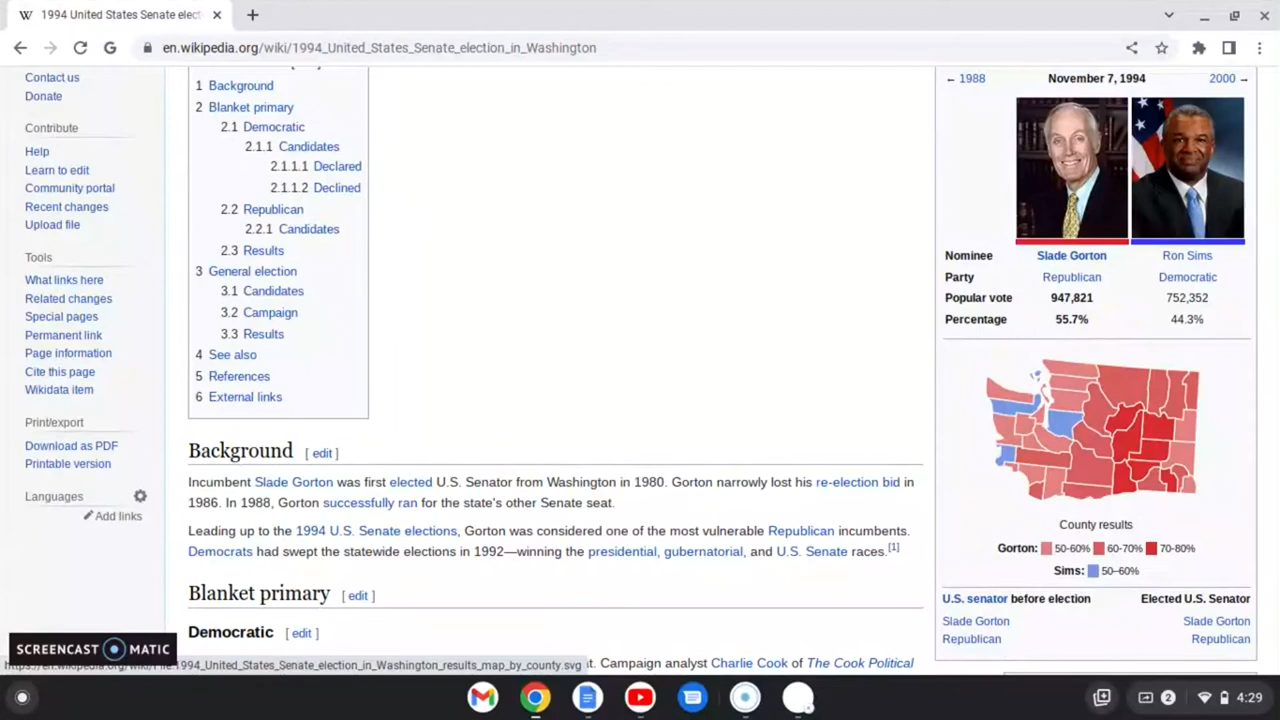 1994 United States Senate elect
en.wikipedia.org/wiki/1994_United_States_Senate_election_in_Washington
Contact us
Donate
Contribute
Help
Learn to edit
Community portal
Recent changes
Upload file
Tools
What links here
Related changes
Special pages
Permanent link
Page information
Cite this page
Wikidata item
Print/export
Download as PDF
Printable version
Languages
Add links
1 Background
2 Blanket primary
2.1 Democratic
2.1.1 Candidates
2.1.1.1 Declared
2.1.1.2 Declined
2.2 Republican
2.2.1 Candidates
2.3 Results
3 General election
3.1 Candidates
3.2 Campaign
3.3 Results
4 See also
5 References
6 External links
Background [ edit ]
Incumbent Slade Gorton was first elected U.S. Senator from Washington in 1980. Gorton narrowly lost his re-election bid in
1986. In 1988, Gorton successfully ran for the state's other Senate seat.
Leading up to the 1994 U.S. Senate elections, Gorton was considered one of the most vulnerable Republican incumbents.
Democrats had swept the statewide elections in 1992—winning the presidential, gubernatorial, and U.S. Senate races.[1]
Blanket primary [ edit ]
Democratic [ edit ]
t. Campaign analyst Charlie Cook of The Cook Political
← 1988 November 7, 1994 2000 →
Nominee Slade Gorton Ron Sims
Party Republican Democratic
Popular vote 947,821 752,352
Percentage 55.7% 44.3%
County results
Gorton: 50-60% 60-70% 70-80%
Sims: 50–60%
U.S. senator before election Elected U.S. Senator
Slade Gorton Slade Gorton
Republican Republican
SCREENCAST MATIC
https://en.wikipedia.org/wiki/File:1994_United_States_Senate_election_in_Washington_results_map_by_county.svg
2 4:29